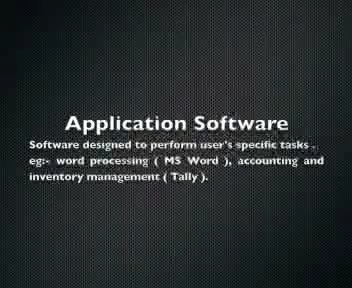 Application Software
Software designed to perform user's specific tasks .
eg:- word processing ( MS Word ), accounting and
inventory management ( Tally ).